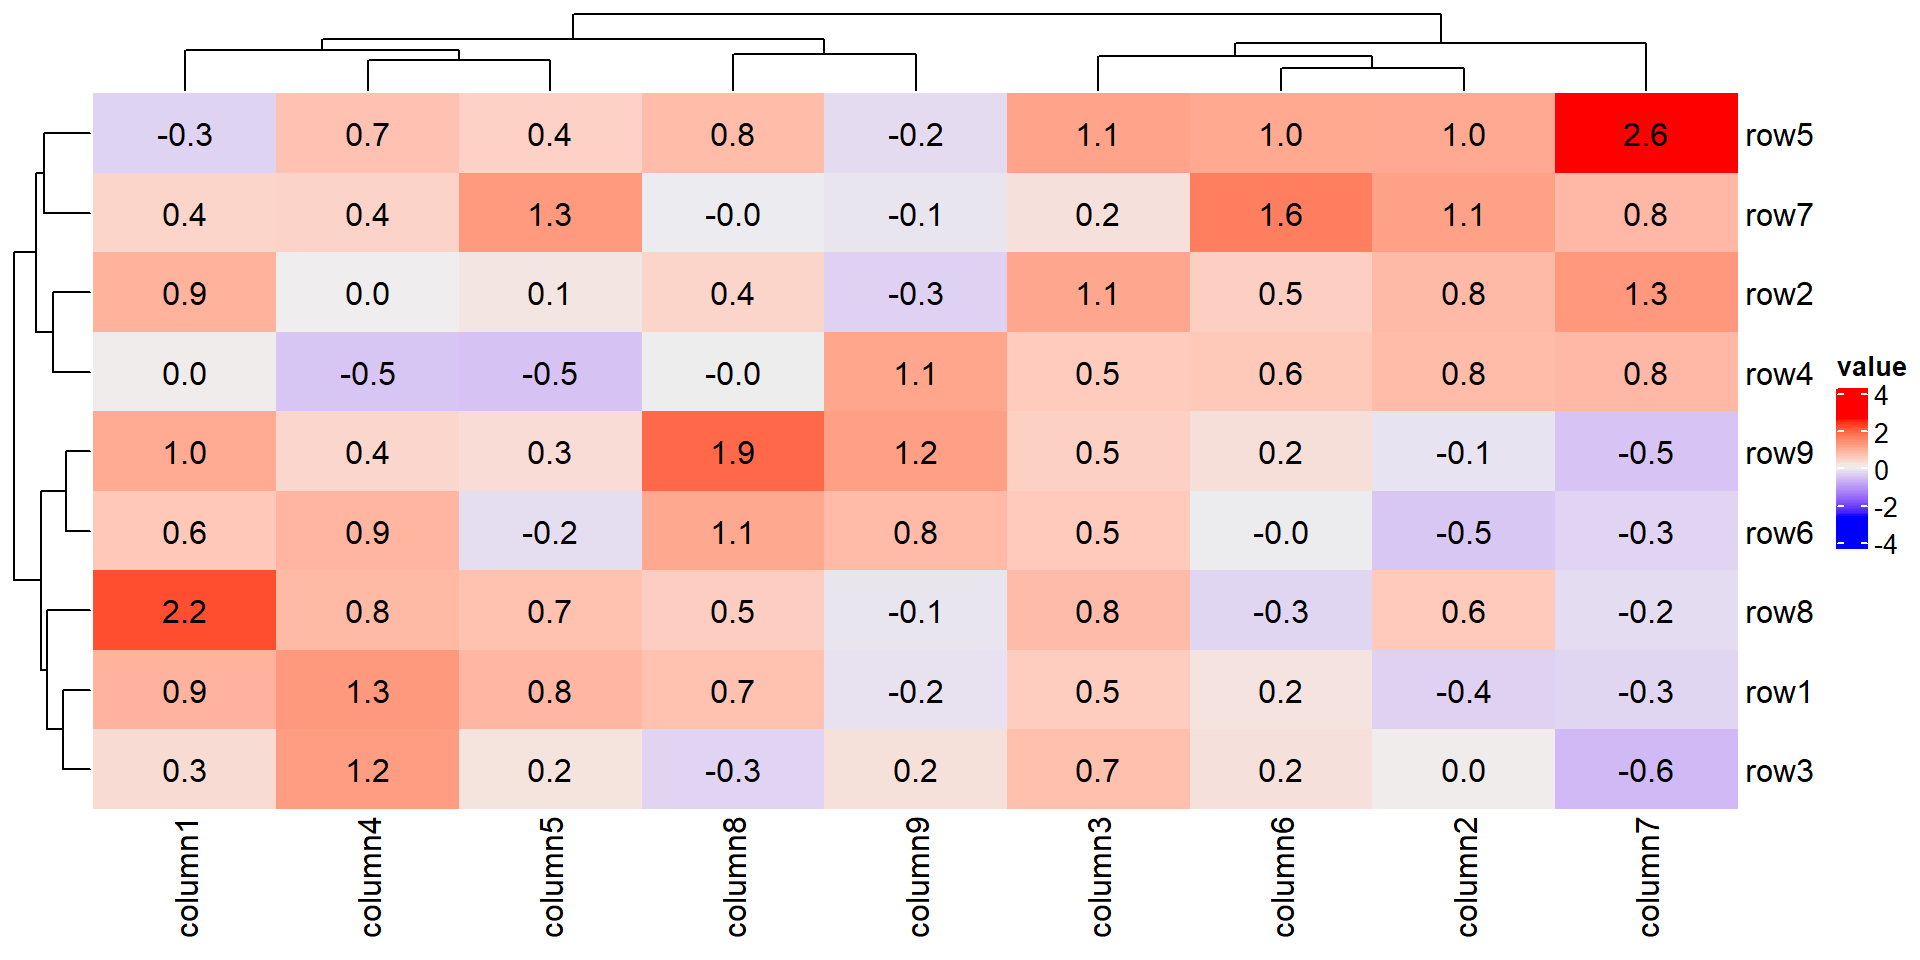 -0.3 0.7 0.4 0.8 -0.2 1.1 1.0 1.0 2.6 row5
0.4 0.4 1.3 -0.0 -0.1 0.2 1.6 1.1 0.8 row7
0.9 0.0 0.1 0.4 -0.3 1.1 0.5 0.8 1.3 row2
0.0 -0.5 -0.5 -0.0 1.1 0.5 0.6 0.8 0.8 row4
1.0 0.4 0.3 1.9 1.2 0.5 0.2 -0.1 -0.5 row9
0.6 0.9 -0.2 1.1 0.8 0.5 -0.0 -0.5 -0.3 row6
2.2 0.8 0.7 0.5 -0.1 0.8 -0.3 0.6 -0.2 row8
0.9 1.3 0.8 0.7 -0.2 0.5 0.2 -0.4 -0.3 row1
0.3 1.2 0.2 -0.3 0.2 0.7 0.2 0.0 -0.6 row3
column1 column4 column5 column8 column9 column3 column6 column2 column7
value
4
2
0
-2
-4